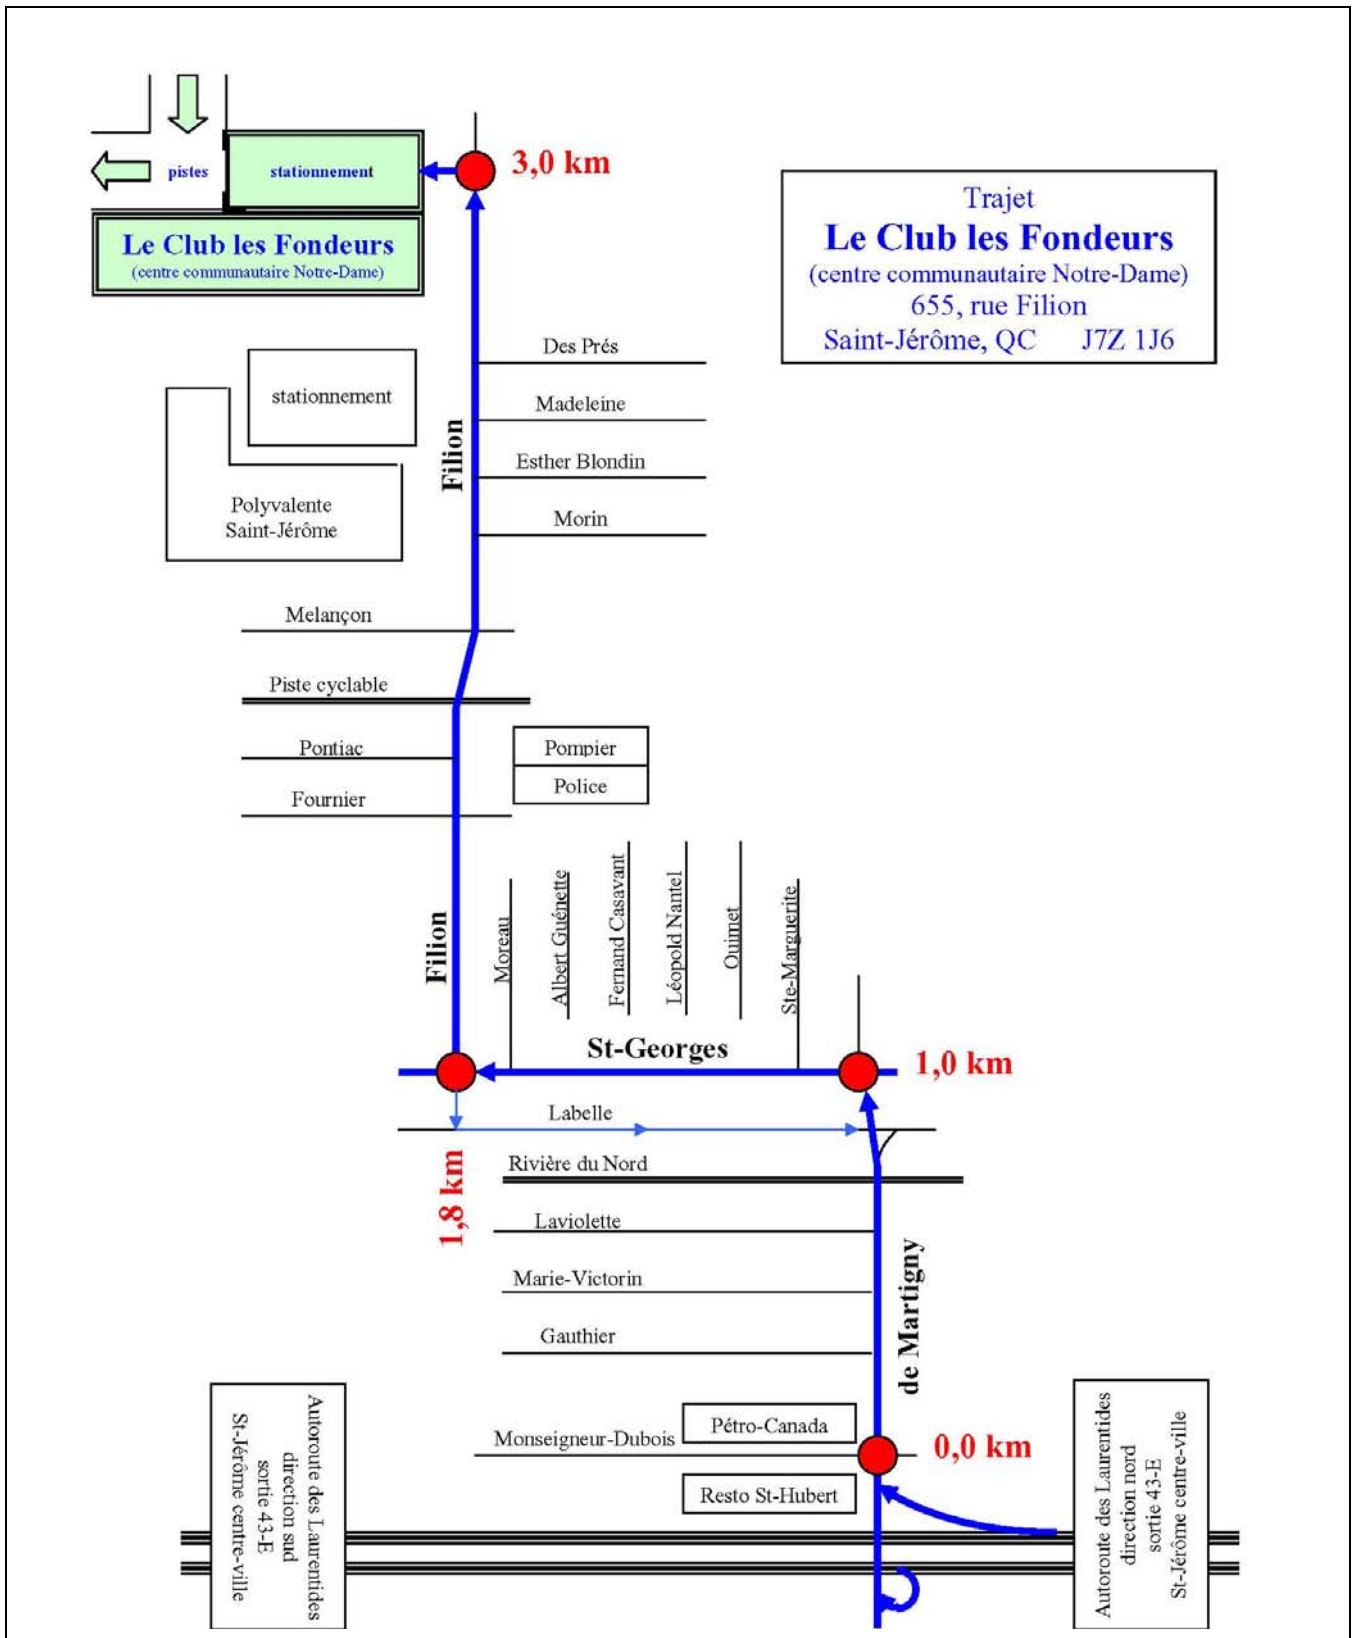 3,0 km
pistes
stationnement
Le Club les Fondeurs
(centre communautaire Notre-Dame)
Trajet
Le Club les Fondeurs
(centre communautaire Notre-Dame)
655, rue Filion
Saint-Jérôme, QC J7Z 1J6
Des Prés
stationnement
Madeleine
Filion
Esther Blondin
Polyvalente
Saint-Jérôme
Morin
Melançon
Piste cyclable
Pontiac
Pompier
Police
Fournier
Filion
Moreau
Albert Guénette
Fernand Casavant
Léopold Nantel
Ouimet
Ste-Marguerite
St-Georges
1,0 km
Labelle
1,8 km
Rivière du Nord
Laviolette
de Martigny
Marie-Victorin
Gauthier
Autoroute des Laurentides
direction sud
sortie 43-E
St-Jérôme centre-ville
Pétro-Canada
Monseigneur-Dubois
0,0 km
Resto St-Hubert
Autoroute des Laurentides
direction nord
sortie 43-E
St-Jérôme centre-ville